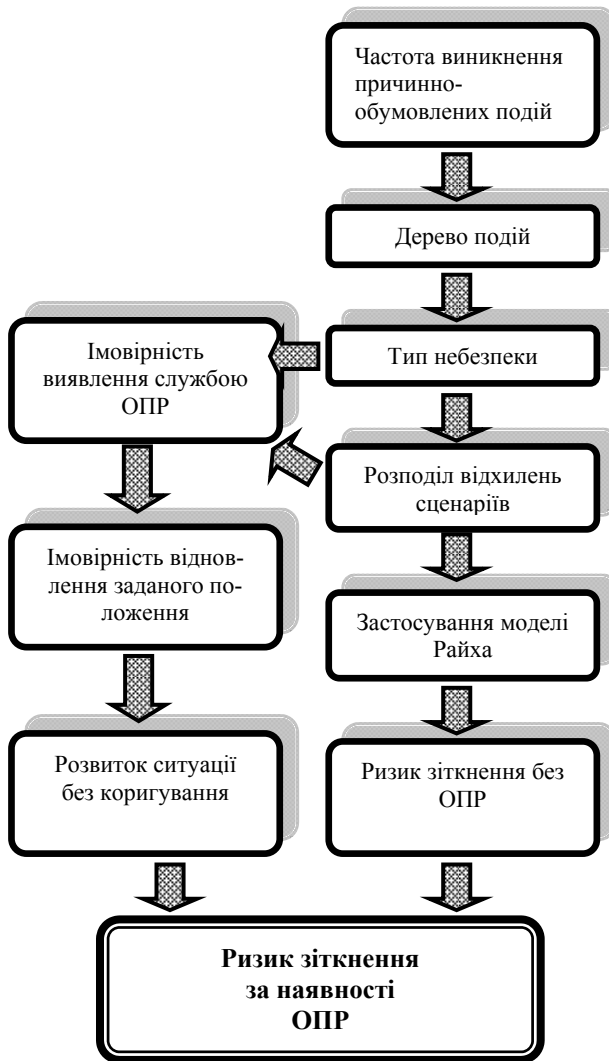 Частота виникнення
причинно-
обумовлених подій
Дерево подій
Тип небезпеки
Імовірність
виявлення службою
ОПР
Розподіл відхилень
сценаріїв
Імовірність віднов-
лення заданого по-
ложення
Застосування моделі
Райха
Розвиток ситуації
без коригування
Ризик зіткнення без
ОПР
Ризик зіткнення
за наявності
ОПР